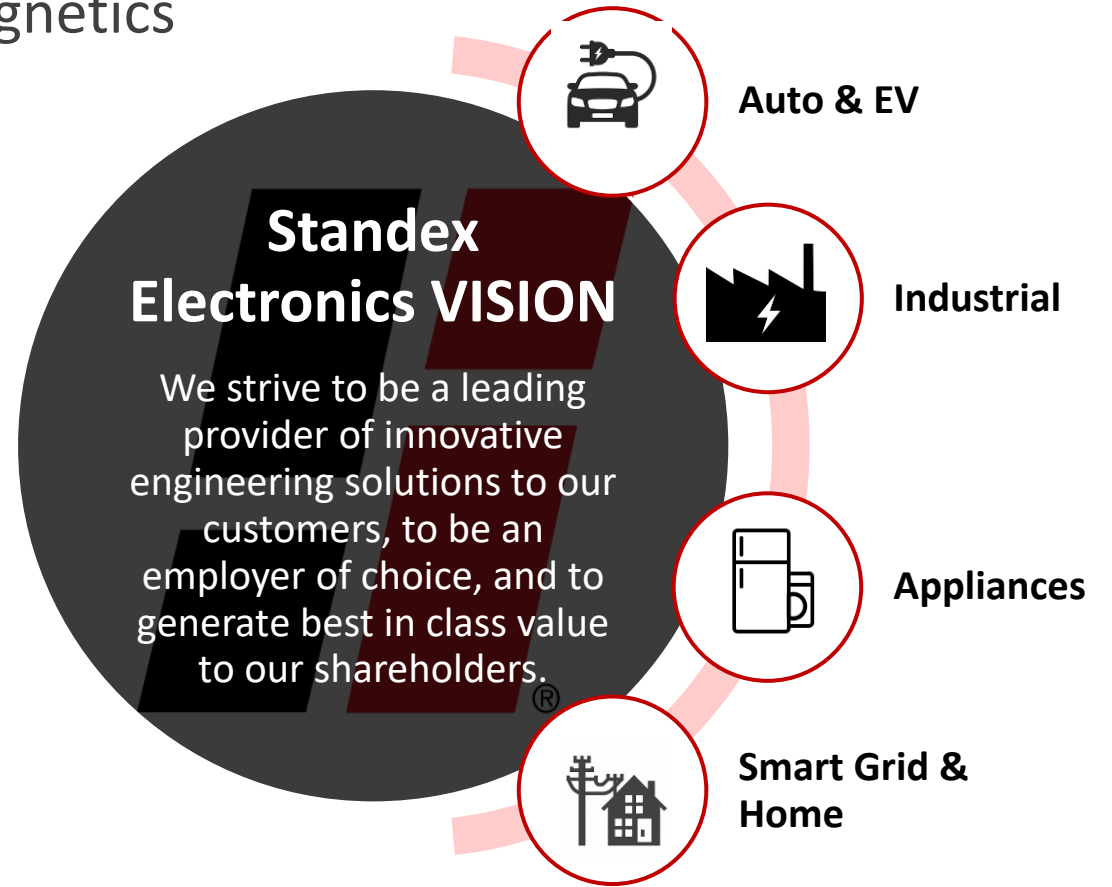 gnetics
Standex
Electronics VISION
We strive to be a leading
provider of innovative
engineering solutions to our
customers, to be an
employer of choice, and to
generate best in class value
to our shareholders.
®
Auto & EV
Industrial
Appliances
Smart Grid &
Home